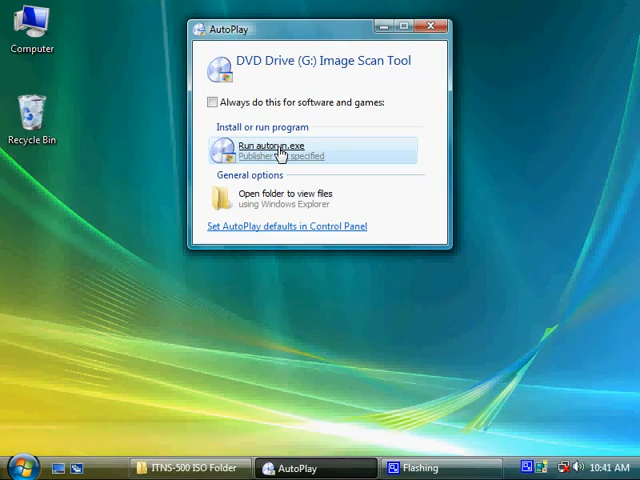 Computer
Recycle Bin
AutoPlay
DVD Drive (G:) Image Scan Tool
Always do this for software and games:
Install or run program
Run autorun.exe
Publisher specified
General options
Open folder to view files
using Windows Explorer
Set AutoPlay defaults in Control Panel
ITNS-500 ISO Folder
AutoPlay
Flashing
10:41 AM